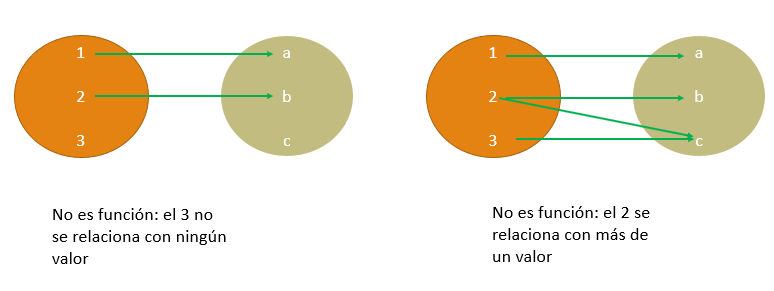 1
a
2
b
3
c
No es función: el 3 no
se relaciona con ningún
valor
1
a
2
b
3
c
No es función: el 2 se
relaciona con más de
un valor